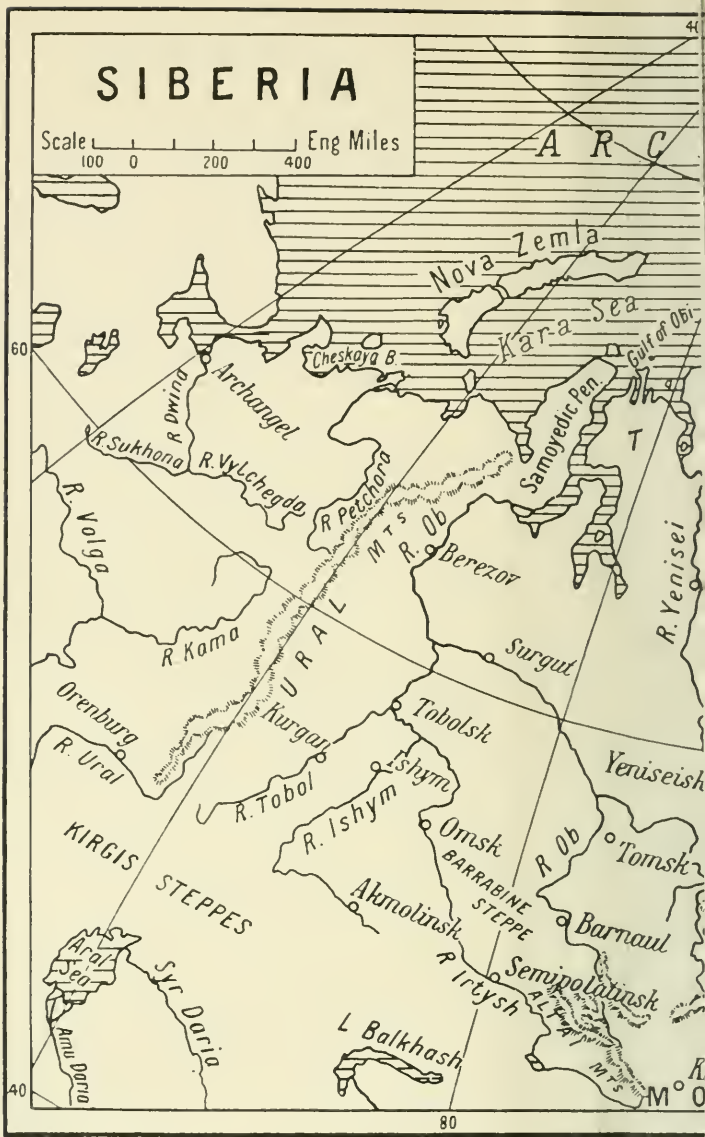 40
SIBERIA
Scale Eng Miles
100 0 200 400
ARC
Nova Zemla
Kara Sea
Gulf of Obi
60
B.
Archangel
Cheskaya B.
Samoyedic Pen.
T
R Dwina
R. Sukhona
R. Vylchegda
R Petchora
R. Volga
MTS
R. Ob
Berezov
R. Yenisei
R. Kama
URAL
Surgut
Orenburg
Kurgan
Tobolsk
R. Ural
R. Tobol
Ishym
Yeniseisk
R. Ishym
Omsk
R Ob
Tomsk
KIRGIS
STEPPES
BARRABINE
STEPPE
Akmolinsk
Barnaul
Aral
Sea
Syr Daria
R Irtysh
Semipolatinsk
ALTAI
MTS
L Balkhash
Amu Daria
40
80
K
M° O